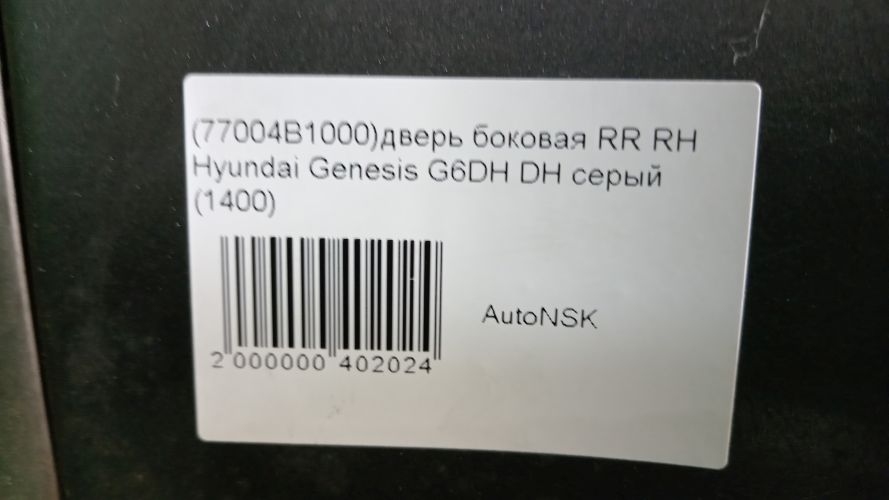 (77004B1000)дверь боковая RR RH
Hyundai Genesis G6DH DH серый
(1400)
AutoNSK
2 000000 402024